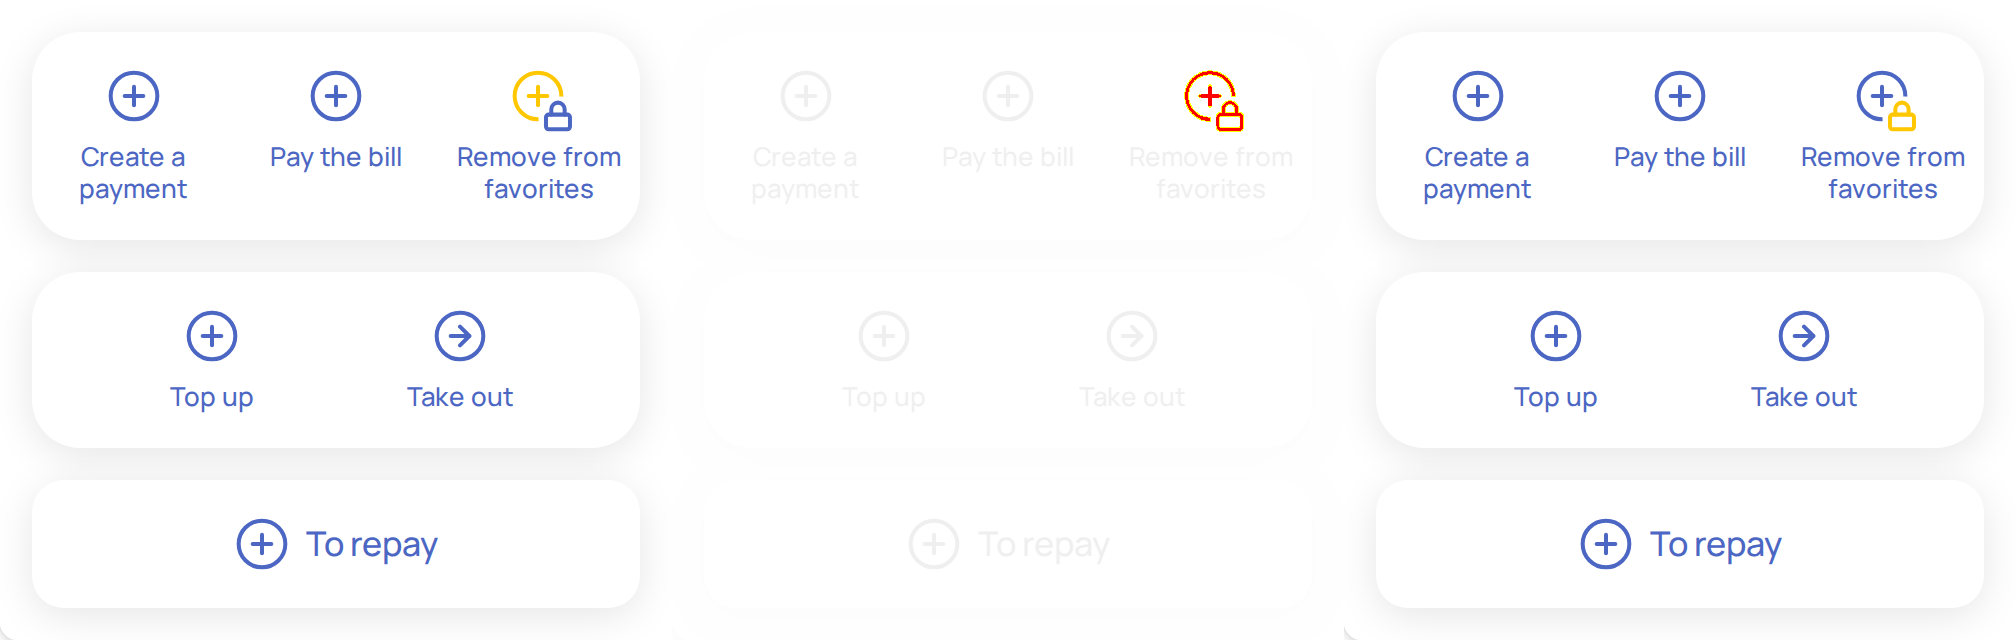 Create a
payment
Pay the bill
Remove from
favorites
Top up
Take out
To repay
Create a
payment
Pay the bill
Remove from
favorites
Top up
Take out
To repay
Create a
payment
Pay the bill
Remove from
favorites
Top up
Take out
To repay